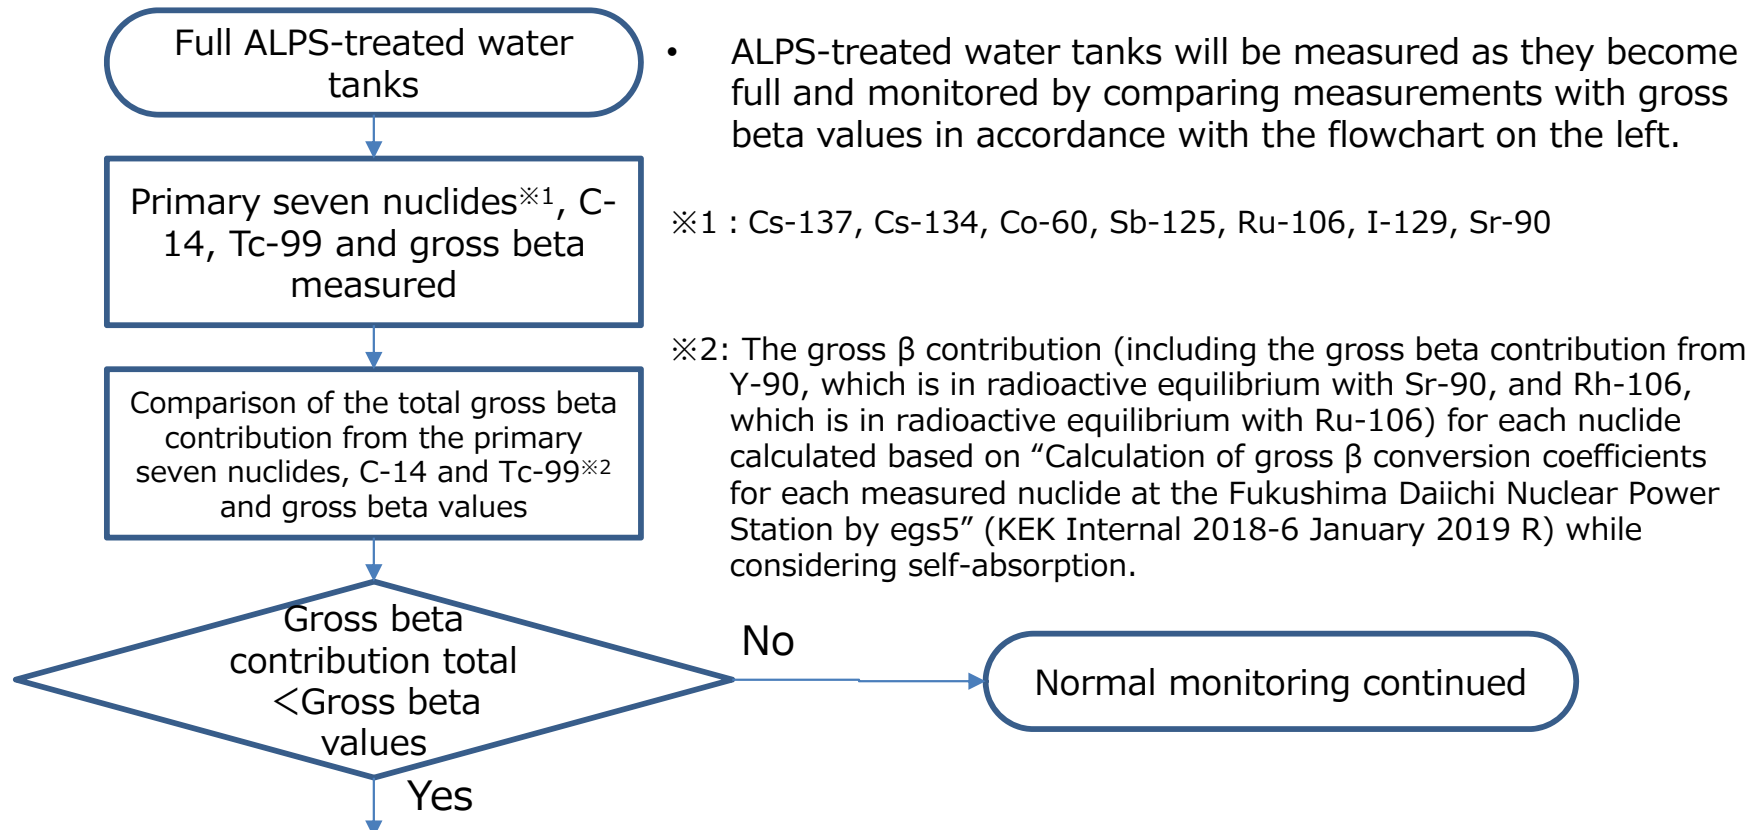 Full ALPS-treated water
tanks
• ALPS-treated water tanks will be measured as they become
full and monitored by comparing measurements with gross
beta values in accordance with the flowchart on the left.
Primary seven nuclides※1, C-
14, Tc-99 and gross beta
measured
※1 : Cs-137, Cs-134, Co-60, Sb-125, Ru-106, I-129, Sr-90
※2: The gross β contribution (including the gross beta contribution from
Y-90, which is in radioactive equilibrium with Sr-90, and Rh-106,
which is in radioactive equilibrium with Ru-106) for each nuclide
calculated based on “Calculation of gross β conversion coefficients
for each measured nuclide at the Fukushima Daiichi Nuclear Power
Station by egs5” (KEK Internal 2018-6 January 2019 R) while
considering self-absorption.
Comparison of the total gross beta
contribution from the primary
seven nuclides, C-14 and Tc-99※2
and gross beta values
Gross beta
contribution total
＜Gross beta
values
No
Normal monitoring continued
Yes